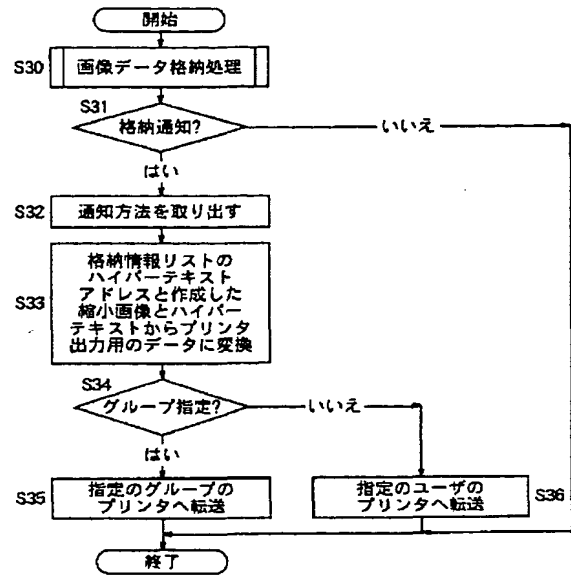 開始
S30
画像データ格納処理
S31
格納通知?
いいえ
はい
S32
通知方法を取り出す
S33
格納情報リストの
ハイパーテキスト
アドレスと作成した
縮小画像とハイパー
テキストからプリンタ
出力用のデータに変換
S34
グループ指定?
いいえ
はい
S35
指定のグループの
プリンタへ転送
指定のユーザの
プリンタへ転送
S36
終了